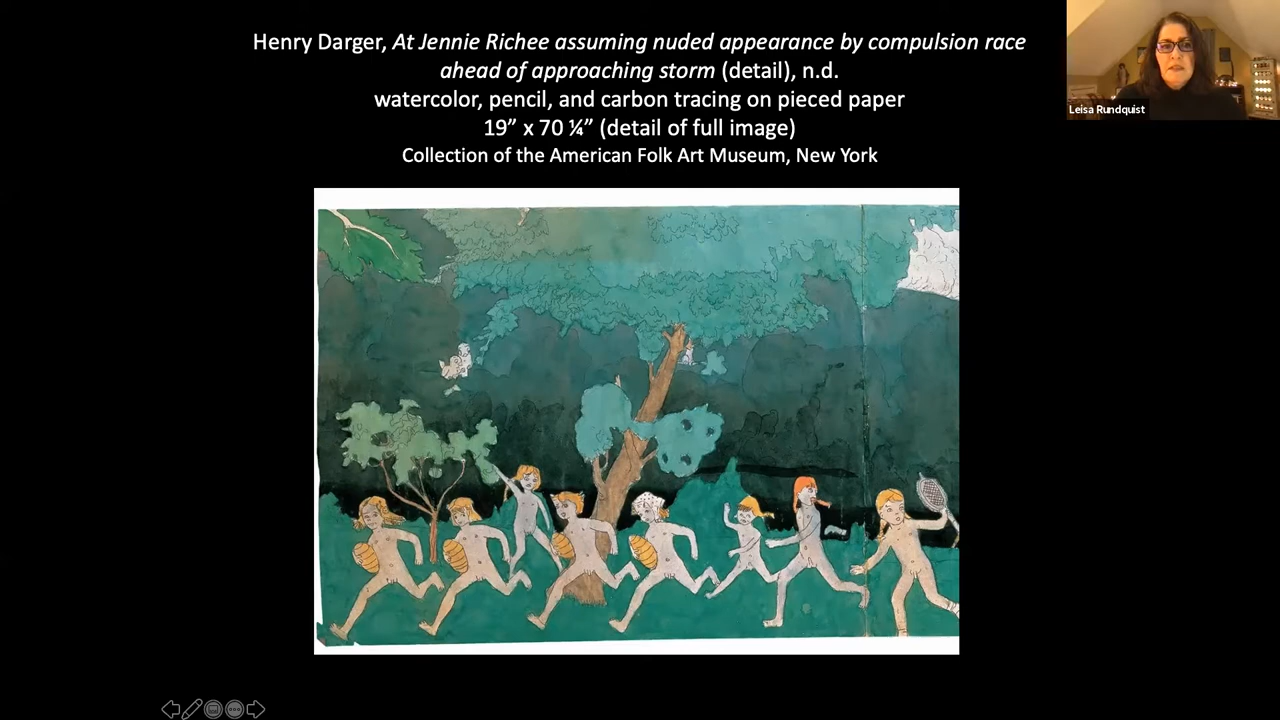 Henry Darger, At Jennie Richee assuming nuded appearance by compulsion race
ahead of approaching storm (detail), n.d.
watercolor, pencil, and carbon tracing on pieced paper
19” x 70 ¼” (detail of full image)
Collection of the American Folk Art Museum, New York
Leisa Rundquist